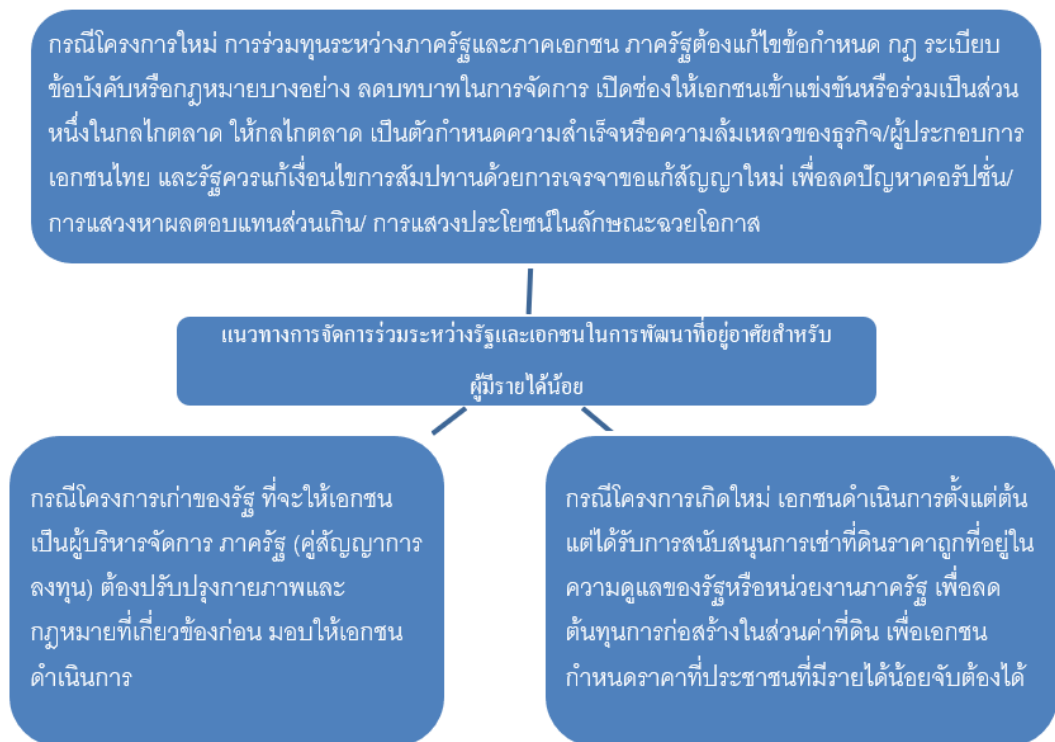 กรณีโครงการใหม่ การร่วมทุนระหว่างภาครัฐและภาคเอกชน ภาครัฐต้องแก้ไขข้อกำหนด กฎ ระเบียบ
ข้อบังคับหรือกฎหมายบางอย่าง ลดบทบาทในการจัดการ เปิดช่องให้เอกชนเข้าแข่งขันหรือร่วมเป็นส่วน
หนึ่งในกลไกตลาด ให้กลไกตลาด เป็นตัวกำหนดความสำเร็จหรือความล้มเหลวของธุรกิจ/ผู้ประกอบการ
เอกชนไทย และรัฐควรแก้เงื่อนไขการสัมปทานด้วยการเจรจาขอแก้สัญญาใหม่ เพื่อลดปัญหาคอรัปชั่น/
การแสวงหาผลตอบแทนส่วนเกิน/ การแสวงประโยชน์ในลักษณะฉวยโอกาส
แนวทางการจัดการร่วมระหว่างรัฐและเอกชนในการพัฒนาที่อยู่อาศัยสำหรับ
ผู้มีรายได้น้อย
กรณีโครงการเก่าของรัฐ ที่จะให้เอกชน
เป็นผู้บริหารจัดการ ภาครัฐ (คู่สัญญาการ
ลงทุน) ต้องปรับปรุงกายภาพและ
กฎหมายที่เกี่ยวข้องก่อน มอบให้เอกชน
ดำเนินการ
กรณีโครงการเกิดใหม่ เอกชนดำเนินการตั้งแต่ต้น
แต่ได้รับการสนับสนุนการเช่าที่ดินราคาถูกที่อยู่ใน
ความดูแลของรัฐหรือหน่วยงานภาครัฐ เพื่อลด
ต้นทุนการก่อสร้างในส่วนค่าที่ดิน เพื่อเอกชน
กำหนดราคาที่ประชาชนที่มีรายได้น้อยจับต้องได้